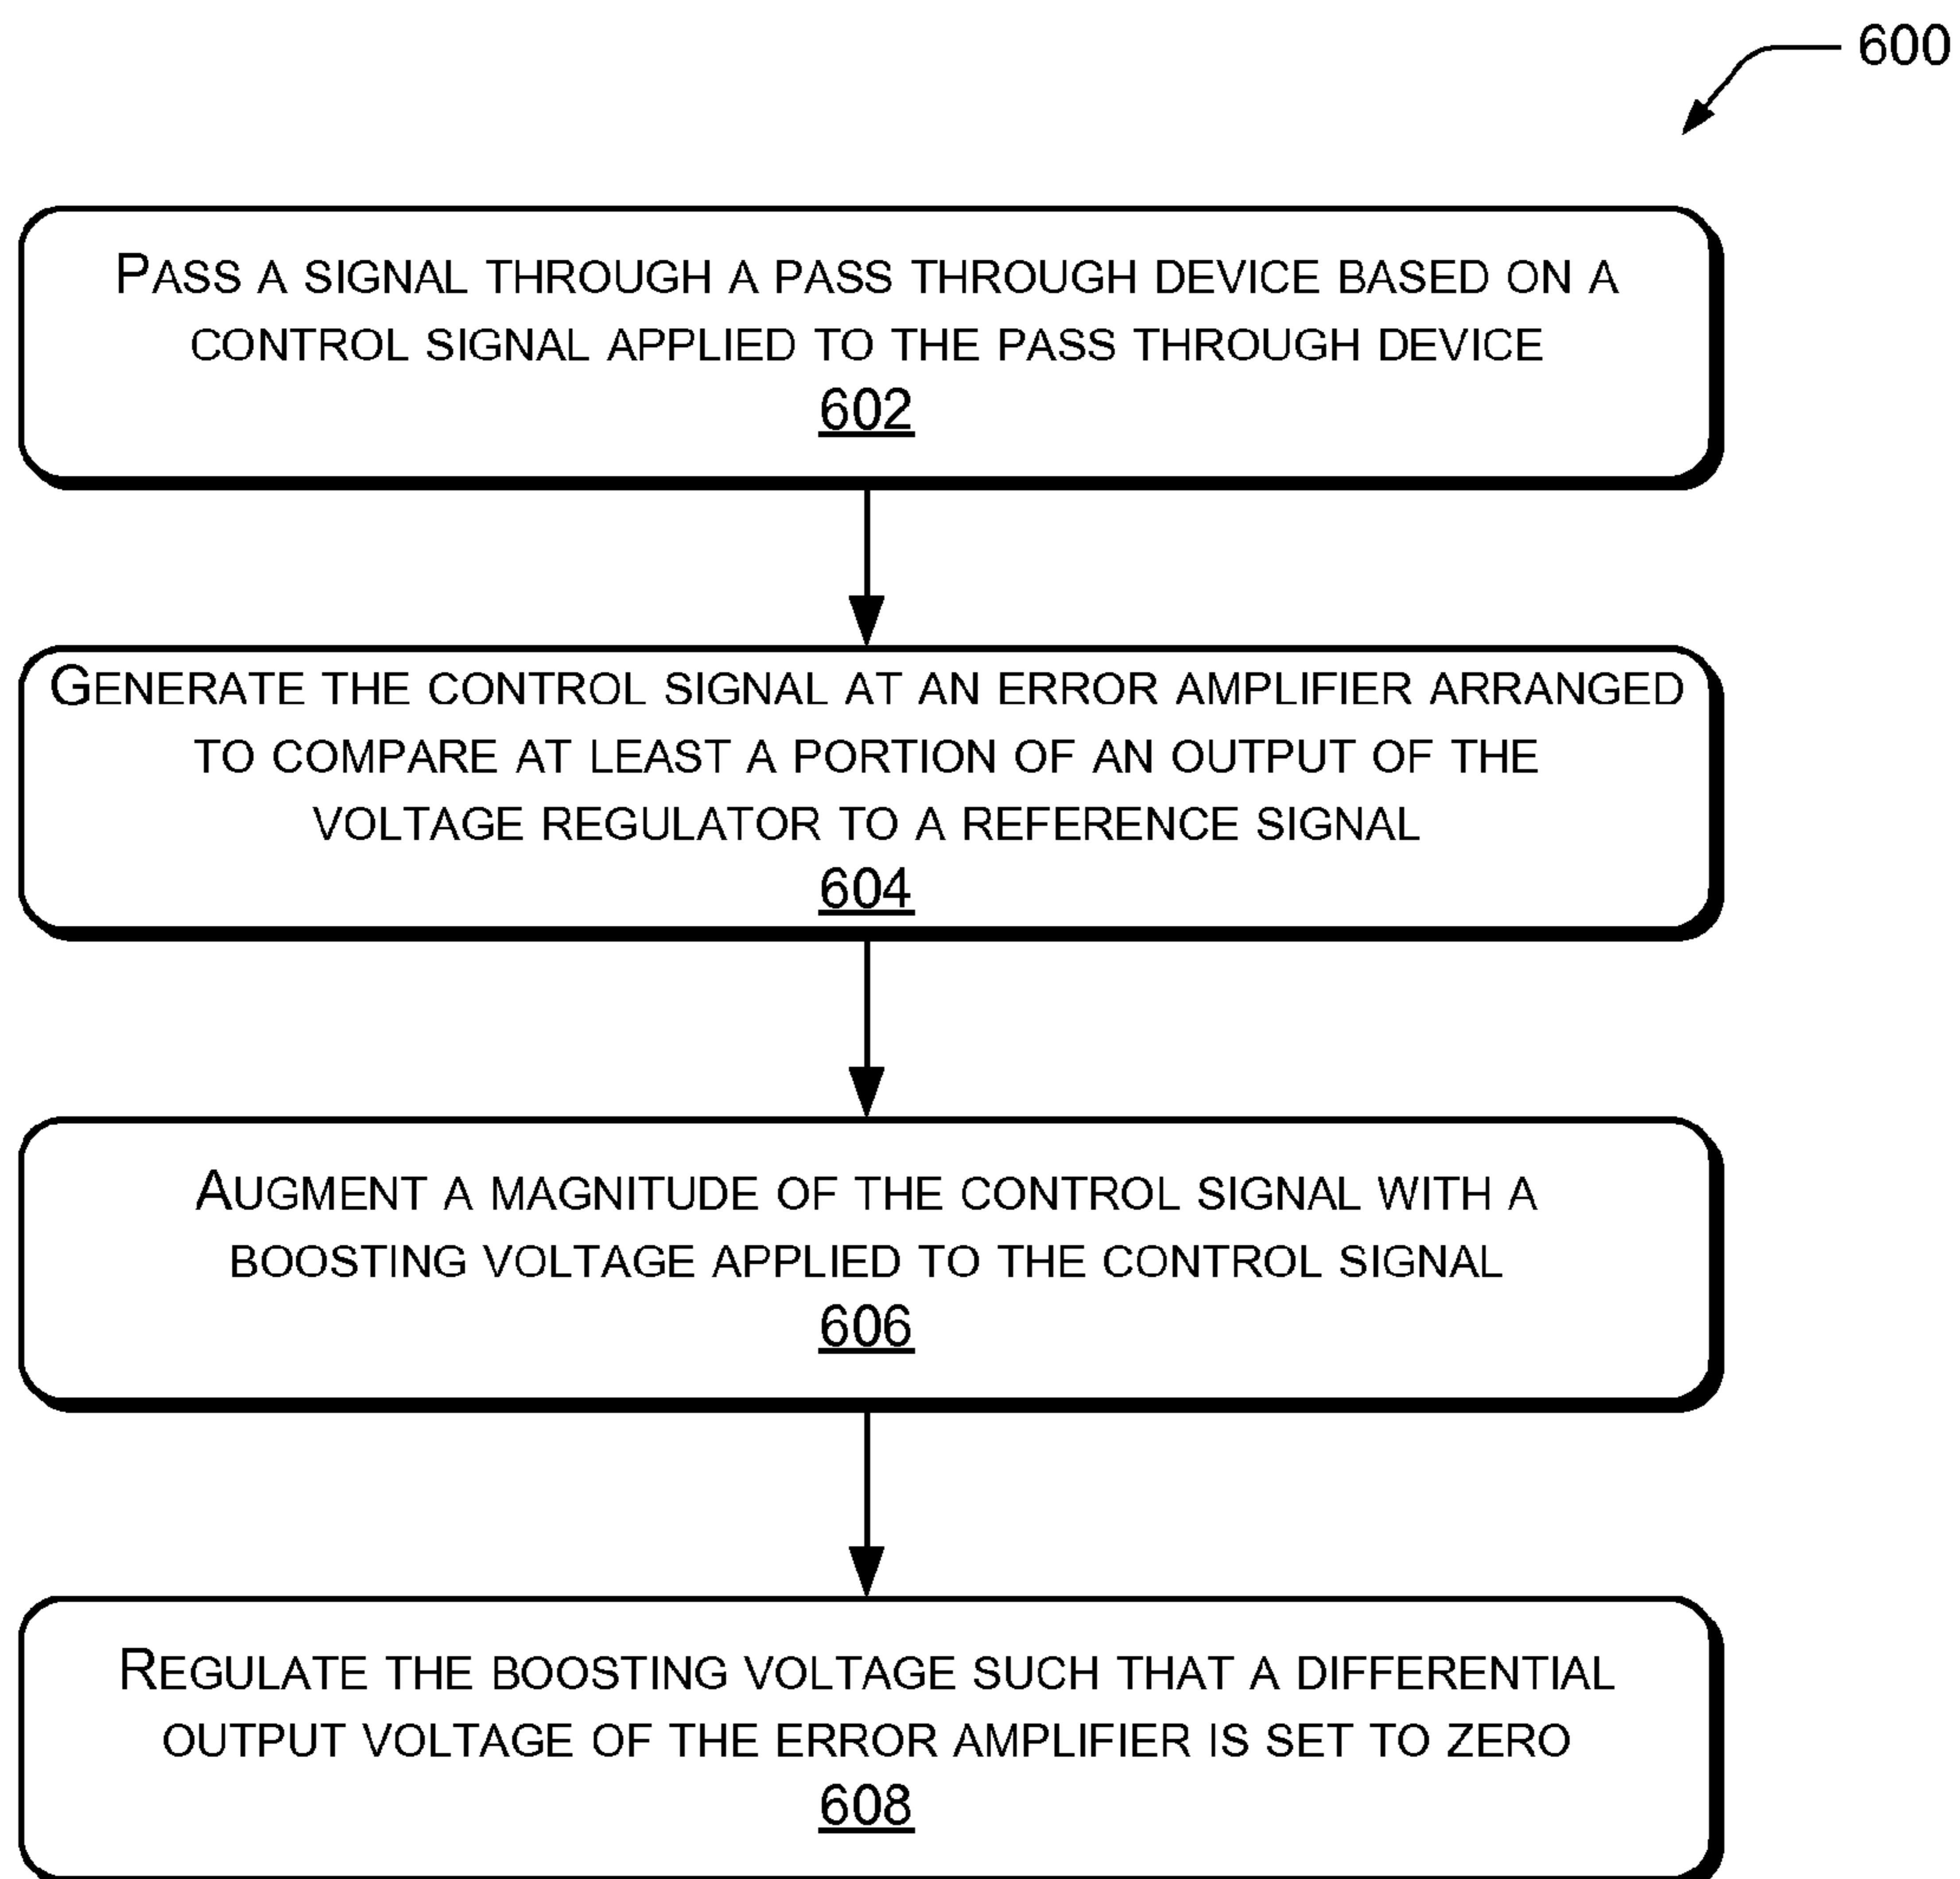 600
PASS A SIGNAL THROUGH A PASS THROUGH DEVICE BASED ON A
CONTROL SIGNAL APPLIED TO THE PASS THROUGH DEVICE
602
GENERATE THE CONTROL SIGNAL AT AN ERROR AMPLIFIER ARRANGED
TO COMPARE AT LEAST A PORTION OF AN OUTPUT OF THE
VOLTAGE REGULATOR TO A REFERENCE SIGNAL
604
AUGMENT A MAGNITUDE OF THE CONTROL SIGNAL WITH A
BOOSTING VOLTAGE APPLIED TO THE CONTROL SIGNAL
606
REGULATE THE BOOSTING VOLTAGE SUCH THAT A DIFFERENTIAL
OUTPUT VOLTAGE OF THE ERROR AMPLIFIER IS SET TO ZERO
608